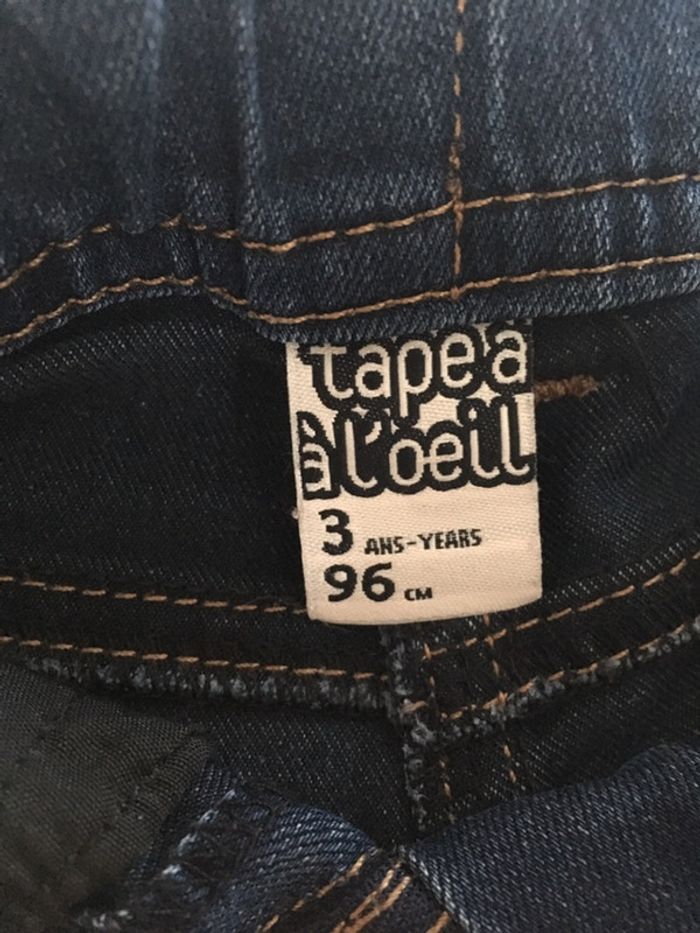 tape à
à l'oeil
3 ANS-YEARS
96 CM